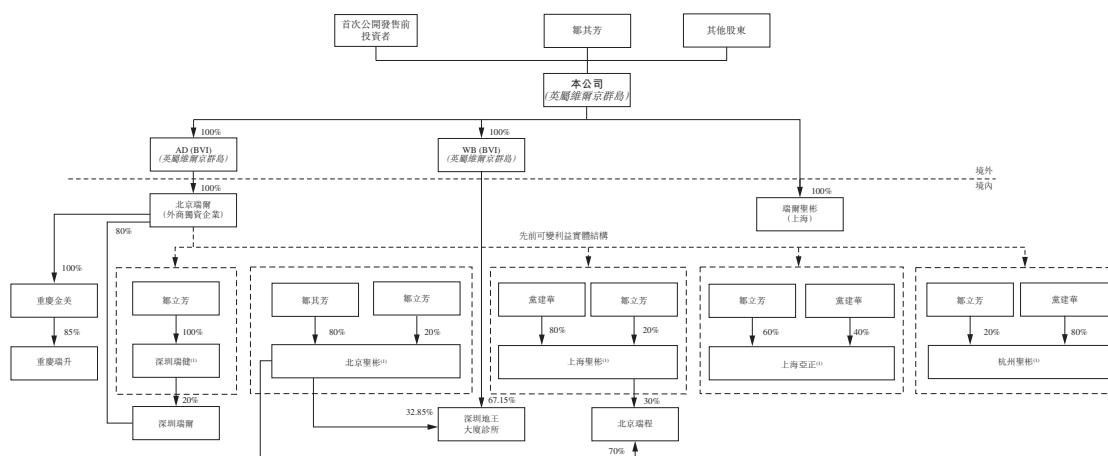 首次公開發售前
投資者
鄒其芳
其他股東
本公司
(英屬維爾京群島)
100%
100%
AD (BVI)
(英屬維爾京群島)
WB (BVI)
(英屬維爾京群島)
境外
境內
100%
100%
北京瑞爾
(外商獨資企業)
瑞爾聖彬
(上海)
80%
先前可變利益實體結構
100%
重慶金美
鄒立芳
鄒其芳
鄒立芳
黨建華
鄒立芳
鄒立芳
黨建華
鄒立芳
黨建華
85%
100%
80%
20%
80%
20%
60%
40%
20%
80%
重慶瑞升
深圳瑞健(1)
北京聖彬(1)
上海聖彬(1)
上海亞正(1)
杭州聖彬(1)
20%
67.15%
30%
32.85%
深圳瑞爾
深圳地王
大廈診所
北京瑞程
70%